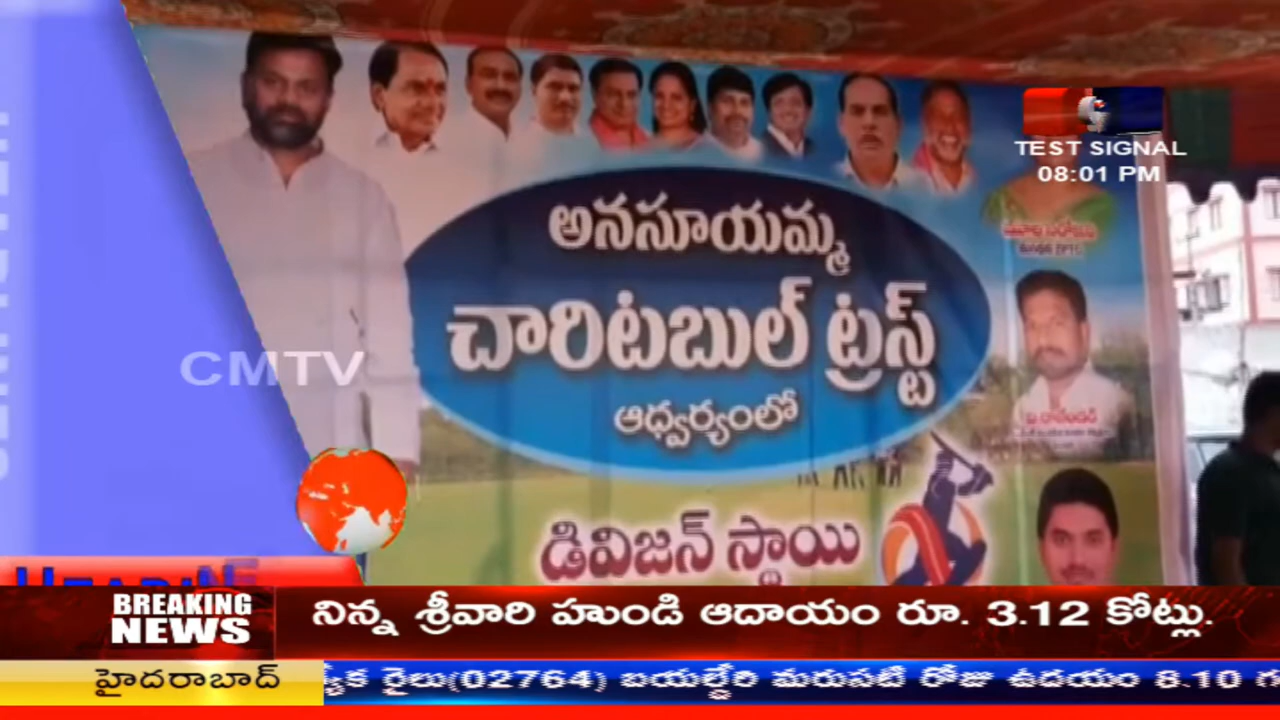 TEST SIGNAL
08:01 PM
అనసూయమ్మ
చారిటబుల్ ట్రస్ట్
ఆధ్వర్యంలో
CMTV
డివిజన్ స్థాయి
BREAKING
NEWS
నిన్న శ్రీవారి హుండి ఆదాయం రూ. 3.12 కోట్లు.
హైదరాబాద్
రైలు(02764) బయల్దేరి మరుసటి రోజు ఉదయం 8.10